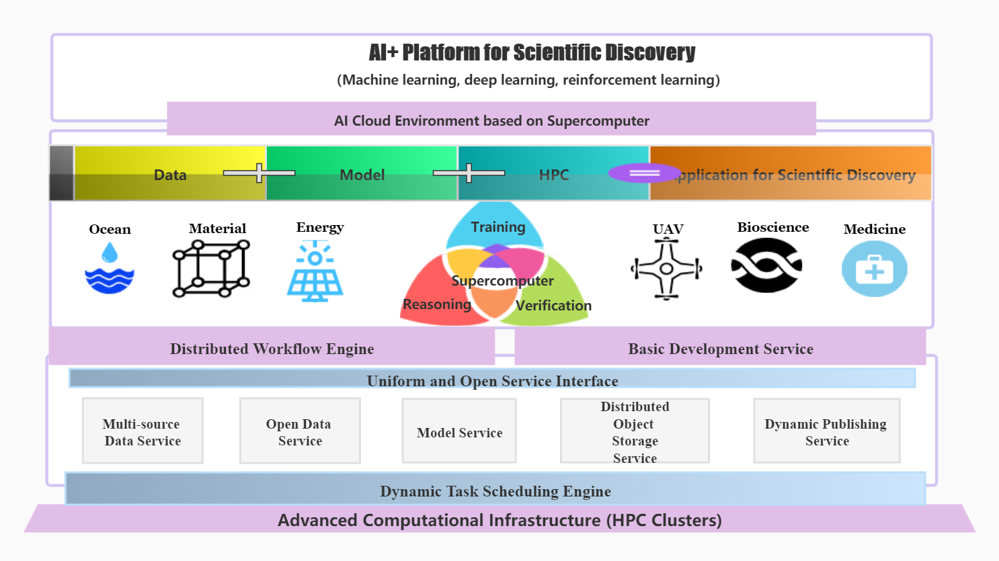 AI+ Platform for Scientific Discovery
(Machine learning, deep learning, reinforcement learning)
AI Cloud Environment based on Supercomputer
Data
Model
HPC
pplication for Scientific Discovery
Ocean
Material
Energy
Training
Supercomputer
Reasoning
Verification
UAV
Bioscience
Medicine
Distributed Workflow Engine
Basic Development Service
Uniform and Open Service Interface
Multi-source
Data Service
Open Data
Service
Model Service
Distributed
Object
Storage
Service
Dynamic Publishing
Service
Dynamic Task Scheduling Engine
Advanced Computational Infrastructure (HPC Clusters)